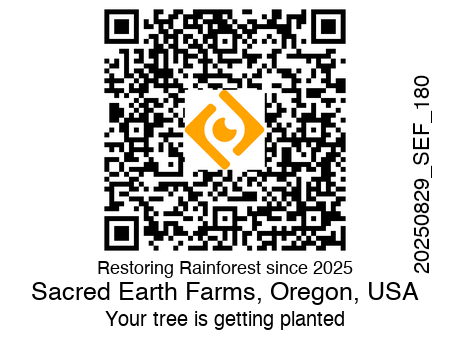 Restoring Rainforest since 2025
Sacred Earth Farms, Oregon, USA
Your tree is getting planted
20250829_SEF_180